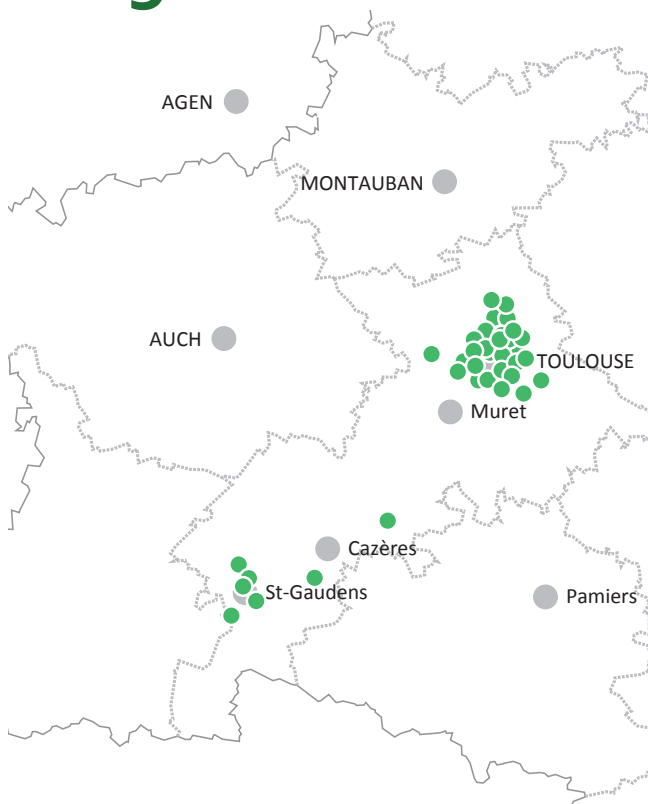 g
AGEN
MONTAUBAN
AUCH
TOULOUSE
Muret
Cazères
St-Gaudens
Pamiers